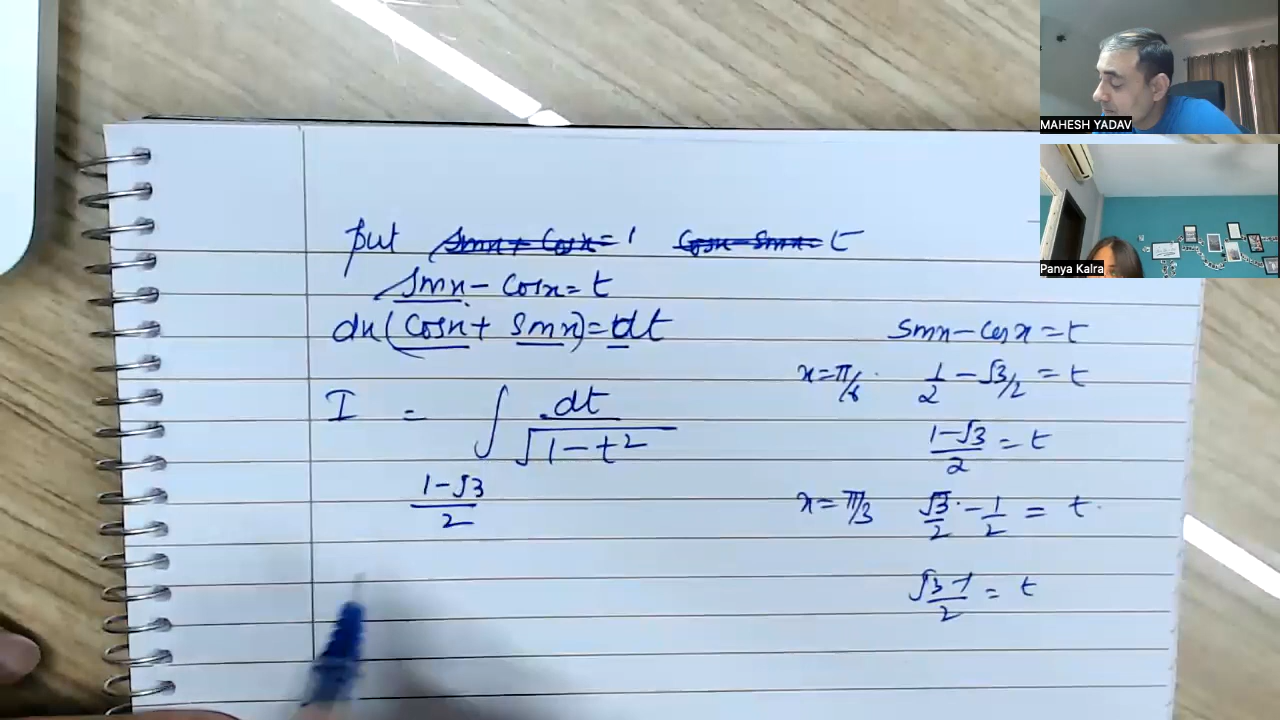 MAHESH YADAV
Panya Kalra
put sinx + cosx = 1 cosx - sinx = t
sinx - cosx = t
dx(cosx + sinx) = dt
I = ∫ dt / √(1-t²)
(1-√3)/2
sinx - cosx = t
x = π/6 1/2 - √3/2 = t
(1-√3)/2 = t
x = π/3 √3/2 - 1/2 = t
(√3-1)/2 = t